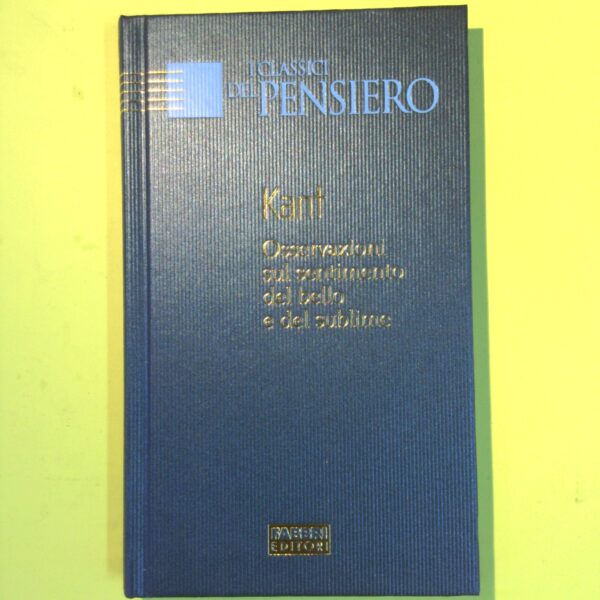 I CLASSICI
DEL PENSIERO
Kant
Osservazioni
sul sentimento
del bello
e del sublime
FABBRI
EDITORI